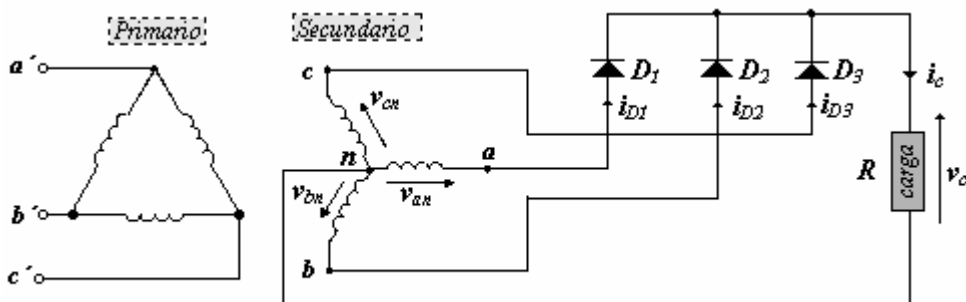 Primario
Secundario
a´
b´
c´
c
v_cn
n
a
v_bn
v_an
b
D_1
D_2
D_3
i_D1
i_D2
i_D3
i_c
R
carga
v_c